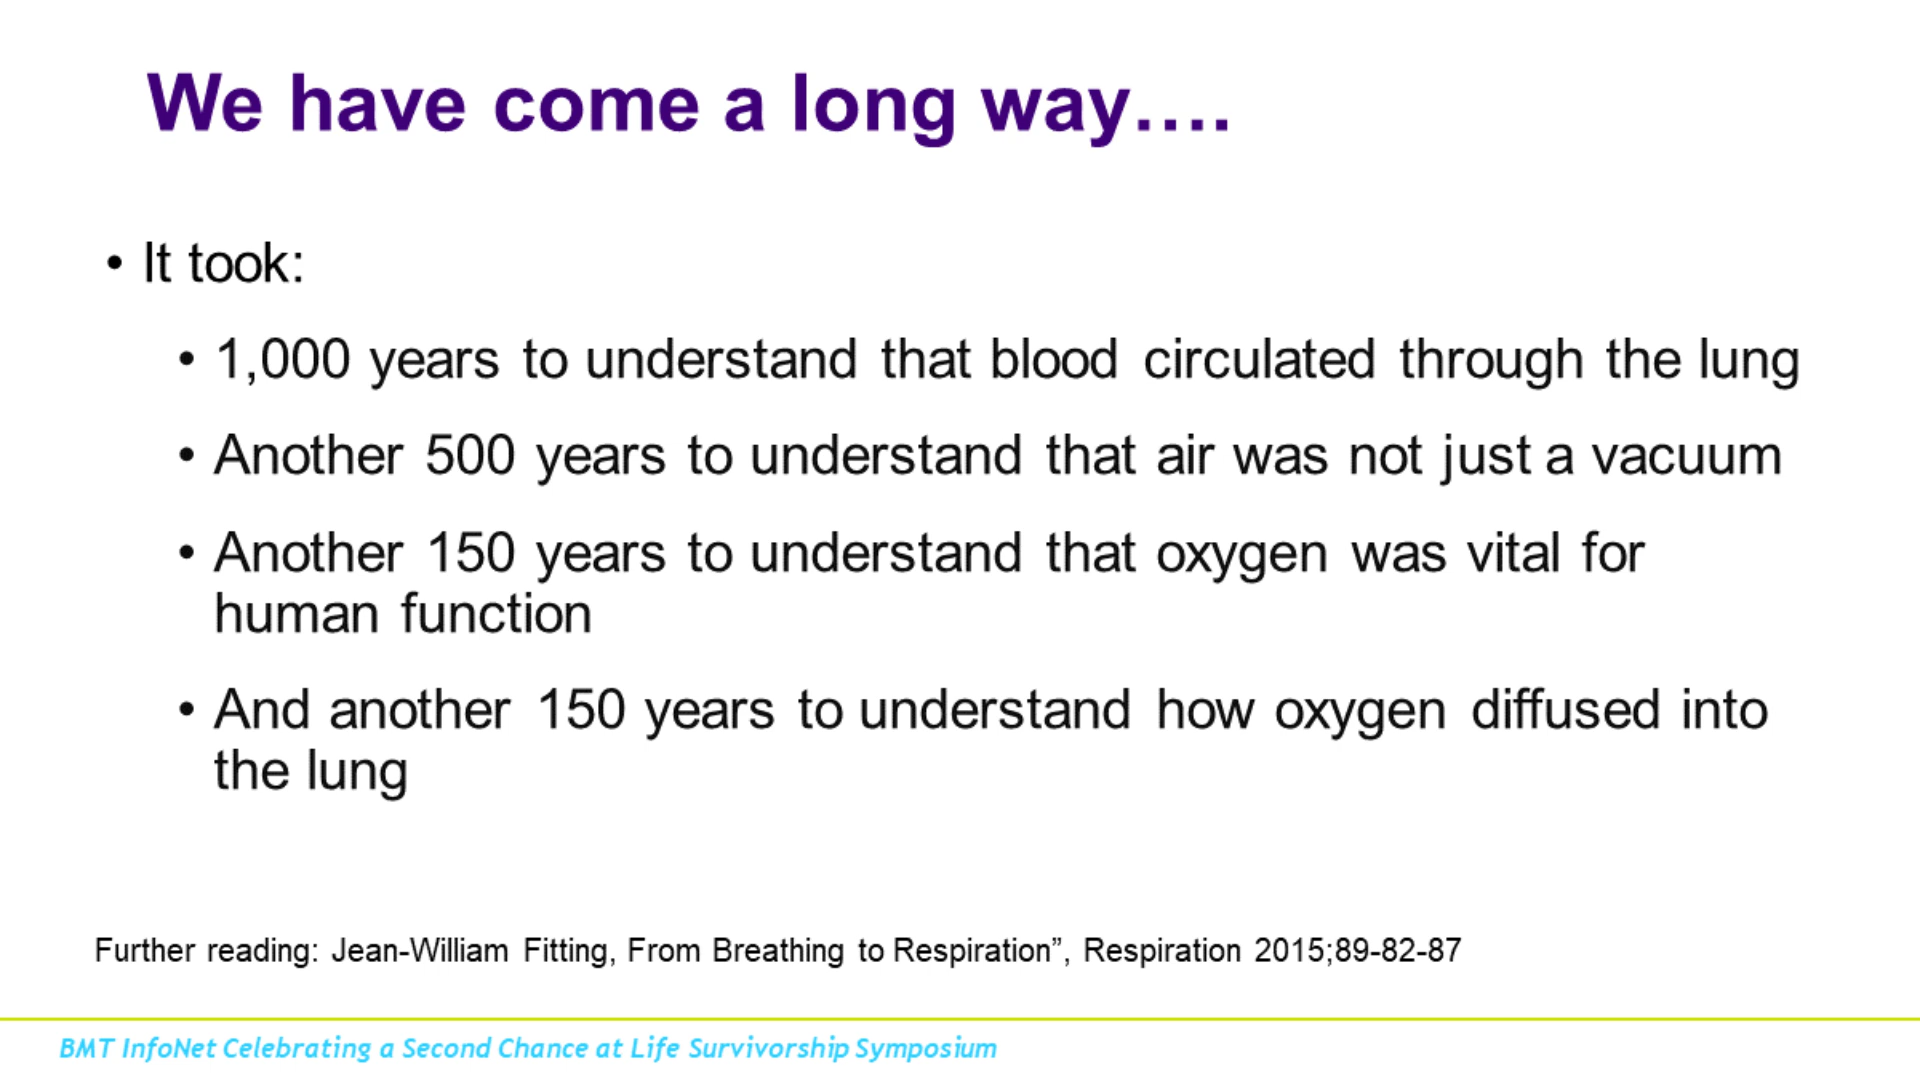 We have come a long way....
• It took:
• 1,000 years to understand that blood circulated through the lung
• Another 500 years to understand that air was not just a vacuum
• Another 150 years to understand that oxygen was vital for
human function
• And another 150 years to understand how oxygen diffused into
the lung
Further reading: Jean-William Fitting, From Breathing to Respiration”, Respiration 2015;89-82-87
BMT InfoNet Celebrating a Second Chance at Life Survivorship Symposium